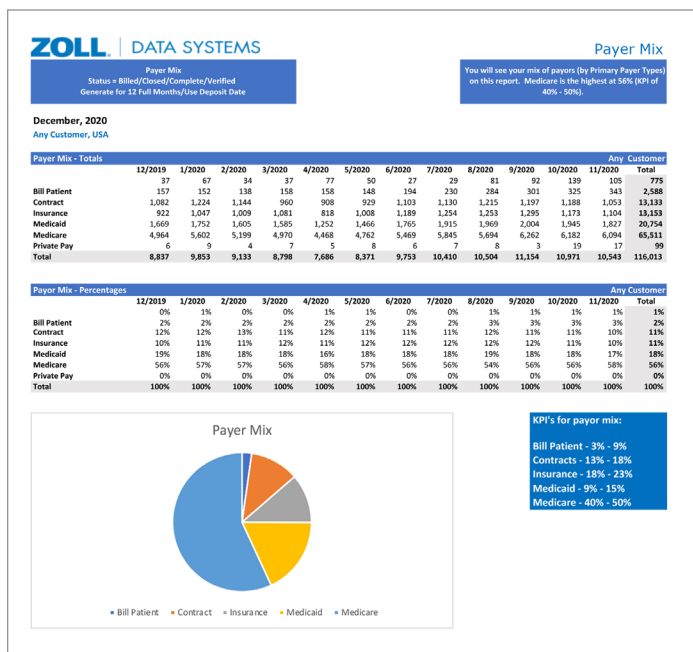 ZOLL. | DATA SYSTEMS
Payer Mix
Payer Mix
Status = Billed/Closed/Complete/Verified
Generate for 12 Full Months/Use Deposit Date
You will see your mix of payors (by Primary Payer Types)
on this report. Medicare is the highest at 56% (KPI of
40% - 50%).
December, 2020
Any Customer, USA
Payer Mix - Totals Any Customer
12/2019 1/2020 2/2020 3/2020 4/2020 5/2020 6/2020 7/2020 8/2020 9/2020 10/2020 11/2020 Total
37 67 34 37 77 50 27 29 81 92 139 105 775
Bill Patient 157 152 138 158 158 148 194 230 284 301 325 343 2,588
Contract 1,082 1,224 1,144 960 908 929 1,103 1,130 1,215 1,197 1,188 1,053 13,133
Insurance 922 1,047 1,009 1,081 818 1,008 1,189 1,254 1,253 1,295 1,173 1,104 13,153
Medicaid 1,669 1,752 1,605 1,585 1,252 1,466 1,765 1,915 1,969 2,004 1,945 1,827 20,754
Medicare 4,964 5,602 5,199 4,970 4,468 4,762 5,469 5,845 5,694 6,262 6,182 6,094 65,511
Private Pay 6 9 4 7 5 8 6 7 8 3 19 17 99
Total 8,837 9,853 9,133 8,798 7,686 8,371 9,753 10,410 10,504 11,154 10,971 10,543 116,013
Payor Mix - Percentages Any Customer
12/2019 1/2020 2/2020 3/2020 4/2020 5/2020 6/2020 7/2020 8/2020 9/2020 10/2020 11/2020 Total
0% 1% 0% 0% 1% 1% 0% 0% 1% 1% 1% 1% 1%
Bill Patient 2% 2% 2% 2% 2% 2% 2% 2% 3% 3% 3% 3% 2%
Contract 12% 12% 13% 11% 12% 11% 11% 11% 12% 11% 11% 10% 11%
Insurance 10% 11% 11% 12% 11% 12% 12% 12% 12% 12% 11% 10% 11%
Medicaid 19% 18% 18% 18% 16% 18% 18% 18% 19% 18% 18% 17% 18%
Medicare 56% 57% 57% 56% 58% 57% 56% 56% 54% 56% 56% 58% 56%
Private Pay 0% 0% 0% 0% 0% 0% 0% 0% 0% 0% 0% 0% 0%
Total 100% 100% 100% 100% 100% 100% 100% 100% 100% 100% 100% 100% 100%
Payer Mix
Bill Patient Contract Insurance Medicaid Medicare
KPI's for payor mix:
Bill Patient - 3% - 9%
Contracts - 13% - 18%
Insurance - 18% - 23%
Medicaid - 9% - 15%
Medicare - 40% - 50%